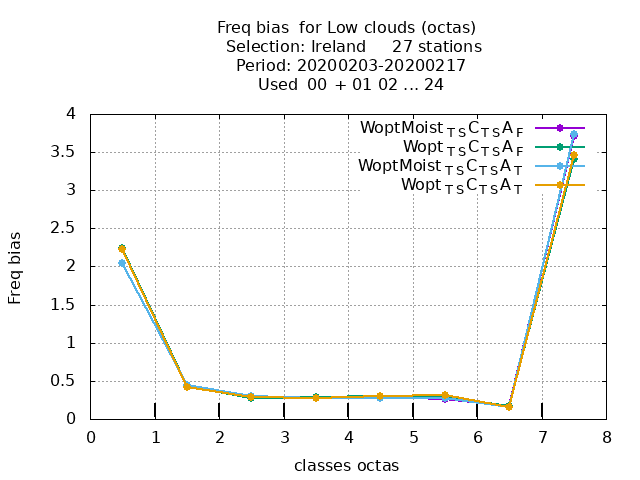 Freq bias  for Low clouds (octas)
Selection: Ireland     27 stations
Period: 20200203-20200217
Used  00 + 01 02 ... 24
WoptMoist TS C TS A F
Wopt TS C TS A F
WoptMoist TS C TS A T
Wopt TS C TS A T
4
3.5
3
2.5
2
1.5
1
0.5
0
Freq bias
0 1 2 3 4 5 6 7 8
classes octas